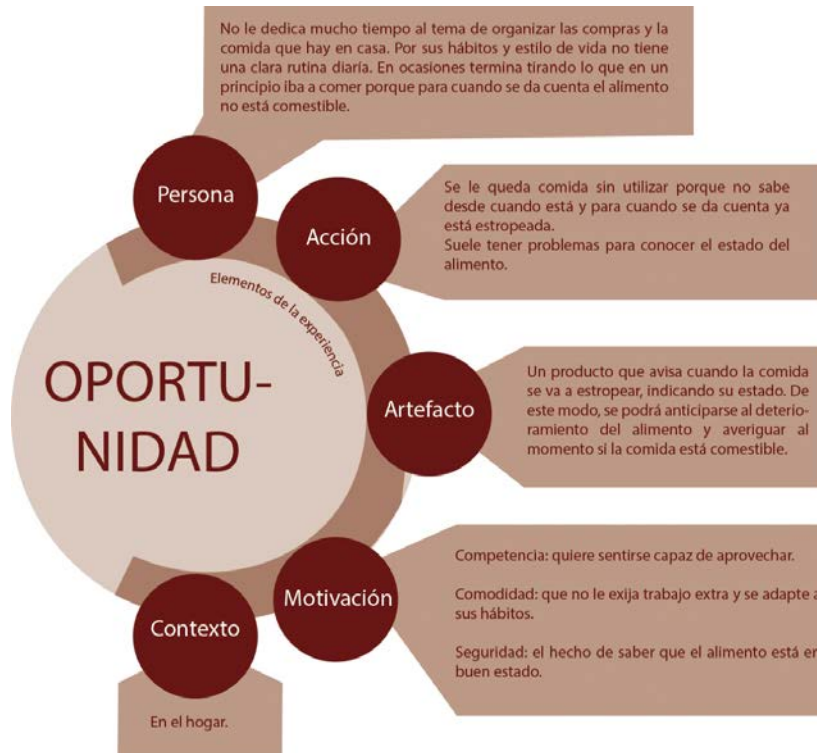 No le dedica mucho tiempo al tema de organizar las compras y la
comida que hay en casa. Por sus hábitos y estilo de vida no tiene
una clara rutina diaría. En ocasiones termina tirando lo que en un
principio iba a comer porque para cuando se da cuenta el alimento
no está comestible.
Persona
Acción
Se le queda comida sin utilizar porque no sabe
desde cuando está y para cuando se da cuenta ya
está estropeada.
Suele tener problemas para conocer el estado del
alimento.
Elementos de la experiencia
OPORTU-
NIDAD
Artefacto
Un producto que avisa cuando la comida
se va a estropear, indicando su estado. De
este modo, se podrá anticiparse al deterio-
ramiento del alimento y averiguar al
momento si la comida está comestible.
Motivación
Competencia: quiere sentirse capaz de aprovechar.
Comodidad: que no le exija trabajo extra y se adapte a
sus hábitos.
Seguridad: el hecho de saber que el alimento está en
buen estado.
Contexto
En el hogar.